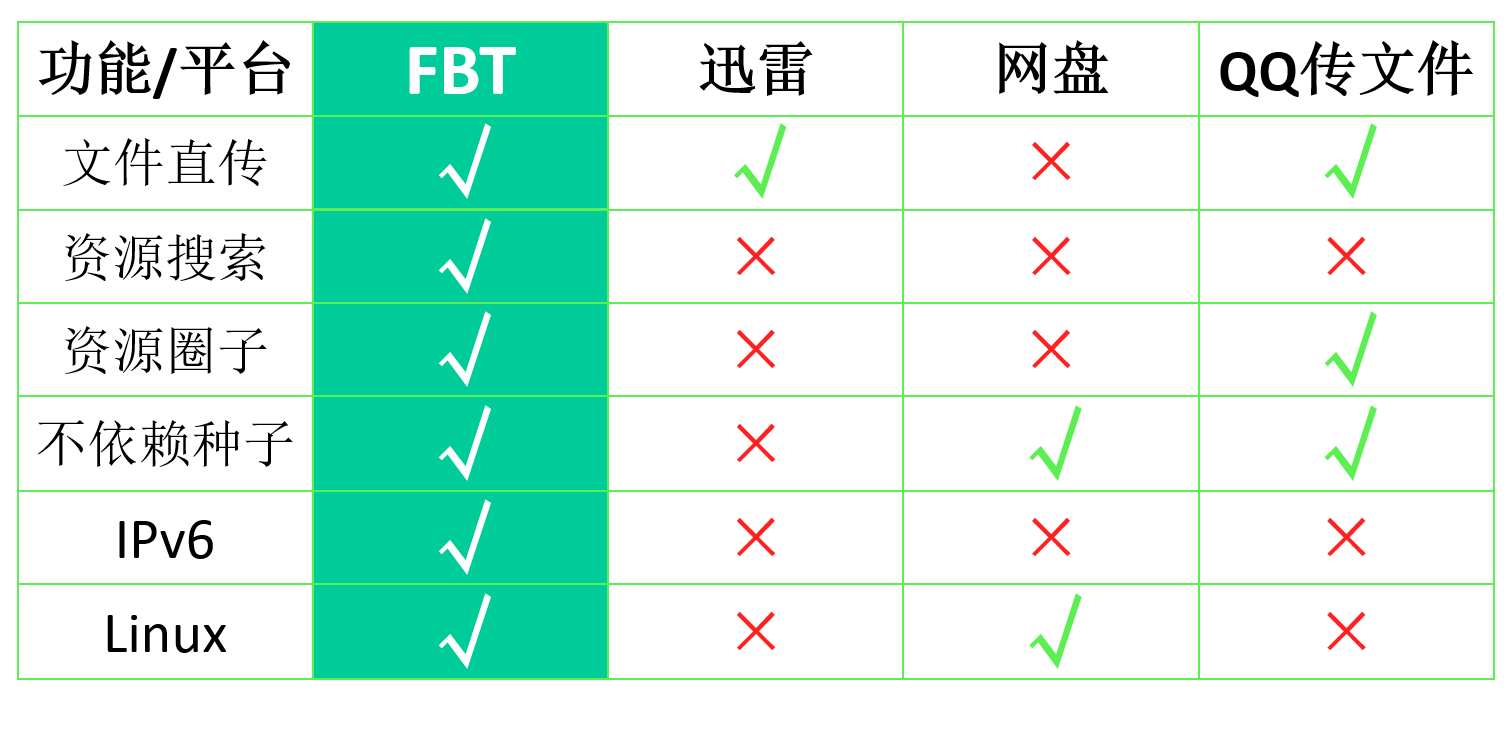 功能/平台 FBT 迅雷 网盘 QQ传文件
文件直传 √ √ × √
资源搜索 √ × × ×
资源圈子 √ × × √
不依赖种子 √ × √ √
IPv6 √ × × ×
Linux √ × √ ×